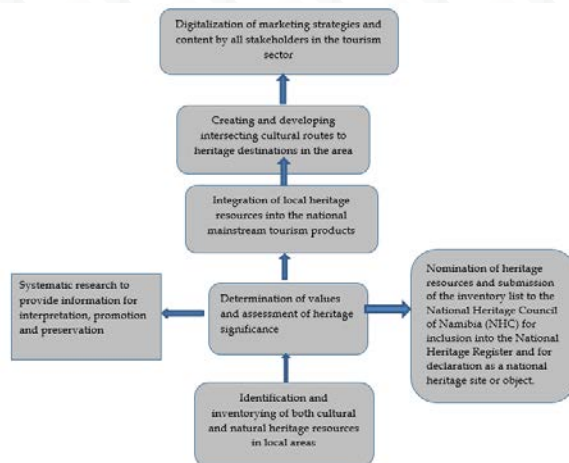 Digitalization of marketing strategies and
content by all stakeholders in the tourism
sector
Creating and developing
intersecting cultural routes to
heritage destinations in the area
Integration of local heritage
resources into the national
mainstream tourism products
Systematic research to
provide information for
interpretation, promotion
and preservation
Determination of values
and assessment of heritage
significance
Nomination of heritage
resources and submission
of the inventory list to the
National Heritage Council
of Namibia (NHC) for
inclusion into the National
Heritage Register and for
declaration as a national
heritage site or object.
Identification and
inventorying of both cultural
and natural heritage resources
in local areas